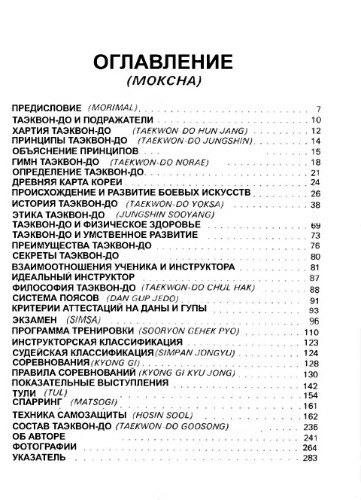 ОГЛАВЛЕНИЕ
(MOKCHA)
ПРЕДИСЛОВИЕ (MORIMAL) 7
ТАЭКВОН-ДО И ПОДРАЖАТЕЛИ 10
ХАРТИЯ ТАЭКВОН-ДО (TAEKWON-DO HUN JANG) 12
ПРИНЦИПЫ ТАЭКВОН-ДО (TAEKWON-DO JUNGSHIN) 14
ОБЪЯСНЕНИЕ ПРИНЦИПОВ 15
ГИМН ТАЭКВОН-ДО (TAEKWON-DO NORAE) 18
ОПРЕДЕЛЕНИЕ ТАЭКВОН-ДО 21
ДРЕВНЯЯ КАРТА КОРЕИ 24
ПРОИСХОЖДЕНИЕ И РАЗВИТИЕ БОЕВЫХ ИСКУССТВ 26
ИСТОРИЯ ТАЭКВОН-ДО (TAEKWON-DO YOKSA) 38
ЭТИКА ТАЭКВОН-ДО (JUNGSHIN SOOYANG)
ТАЭКВОН-ДО И ФИЗИЧЕСКОЕ ЗДОРОВЬЕ 69
ТАЭКВОН-ДО И УМСТВЕННОЕ РАЗВИТИЕ 73
ПРЕИМУЩЕСТВА ТАЭКВОН-ДО 76
СЕКРЕТЫ ТАЭКВОН-ДО 80
ВЗАИМООТНОШЕНИЯ УЧЕНИКА И ИНСТРУКТОРА 81
ИДЕАЛЬНЫЙ ИНСТРУКТОР 87
ФИЛОСОФИЯ ТАЭКВОН-ДО (TAEKWON-DO CHUL HAK) 88
СИСТЕМА ПОЯСОВ (DAN GUP JEDO) 91
КРИТЕРИИ АТТЕСТАЦИЙ НА ДАНЫ И ГУПЫ 93
ЭКЗАМЕН (SIMSA) 96
ПРОГРАММА ТРЕНИРОВКИ (SOORYON GEHEK PYO) 110
ИНСТРУКТОРСКАЯ КЛАССИФИКАЦИЯ 123
СУДЕЙСКАЯ КЛАССИФИКАЦИЯ (SIMPAN JONGYU) 124
СОРЕВНОВАНИЯ (KYONG GI) 128
ПРАВИЛА СОРЕВНОВАНИЙ (KYONG GI KYU JONG) 130
ПОКАЗАТЕЛЬНЫЕ ВЫСТУПЛЕНИЯ 142
ТУЛИ (TUL) 154
СПАРРИНГ (MATSOGI) 161
ТЕХНИКА САМОЗАЩИТЫ (HOSIN SOOL) 162
СОСТАВ ТАЭКВОН-ДО (TAEKWON-DO GOOSONG) 236
ОБ АВТОРЕ 241
ФОТОГРАФИИ 264
УКАЗАТЕЛЬ 283